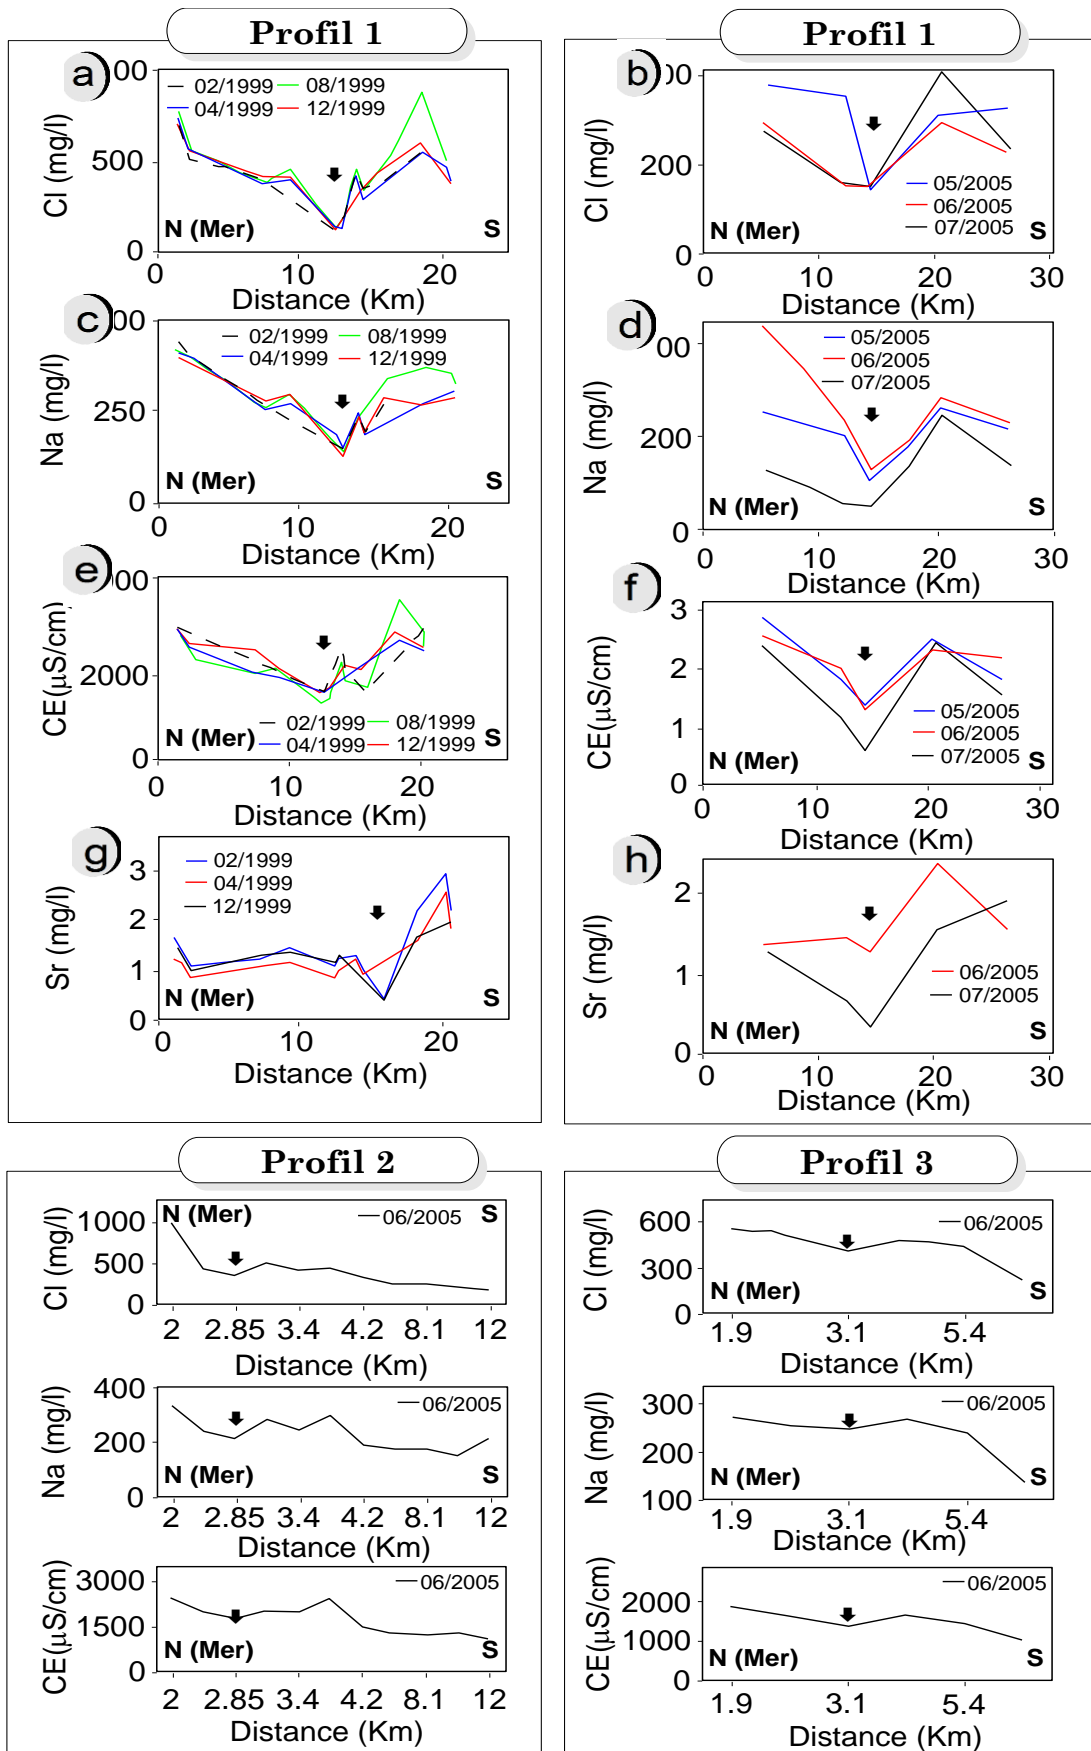 Profil 1
a
00
02/1999
08/1999
04/1999
12/1999
500
Cl (mg/l)
N (Mer)
S
0
0
10
20
Distance (Km)
c
00
02/1999
08/1999
04/1999
12/1999
250
Na (mg/l)
N (Mer)
S
0
0
10
20
Distance (Km)
e
00
2000
CE(µS/cm)
02/1999
08/1999
N (Mer)
04/1999
12/1999
S
0
0
10
20
Distance (Km)
g
3
02/1999
04/1999
2
12/1999
Sr (mg/l)
1
N (Mer)
S
0
0
10
20
Distance (Km)
Profil 1
b
00
200
Cl (mg/l)
05/2005
06/2005
07/2005
N (Mer)
S
0
0
10
20
30
Distance (Km)
d
00
05/2005
06/2005
07/2005
200
Na (mg/l)
N (Mer)
S
0
0
10
20
30
Distance (Km)
f
3
2
CE(µS/cm)
1
05/2005
06/2005
07/2005
N (Mer)
S
0
0
10
20
30
Distance (Km)
h
2
Sr (mg/l)
1
06/2005
07/2005
N (Mer)
S
0
0
10
20
30
Distance (Km)
Profil 2
N (Mer)
06/2005
S
1000
500
0
Cl (mg/l)
2 2.85 3.4 4.2 8.1 12
Distance (Km)
400
06/2005
200
Na (mg/l)
N (Mer)
S
0
2 2.85 3.4 4.2 8.1 12
Distance (Km)
3000
06/2005
1500
CE(µS/cm)
N (Mer)
S
0
2 2.85 3.4 4.2 8.1 12
Distance (Km)
Profil 3
600
06/2005
300
Cl (mg/l)
N (Mer)
S
0
1.9 3.1 5.4
Distance (Km)
300
06/2005
200
Na (mg/l)
N (Mer)
S
100
1.9 3.1 5.4
Distance (Km)
06/2005
2000
1000
CE(µS/cm)
N (Mer)
S
0
1.9 3.1 5.4
Distance (Km)